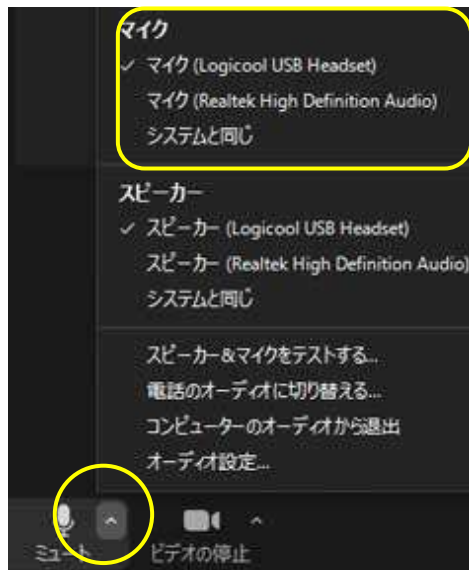 マイク
マイク (Logicool USB Headset)
マイク (Realtek High Definition Audio)
システムと同じ
スピーカー
スピーカー (Logicool USB Headset)
スピーカー (Realtek High Definition Audio)
システムと同じ
スピーカー&マイクをテストする...
電話のオーディオに切り替える...
コンピューターのオーディオから退出
オーディオ設定...
ミュート
ビデオの停止